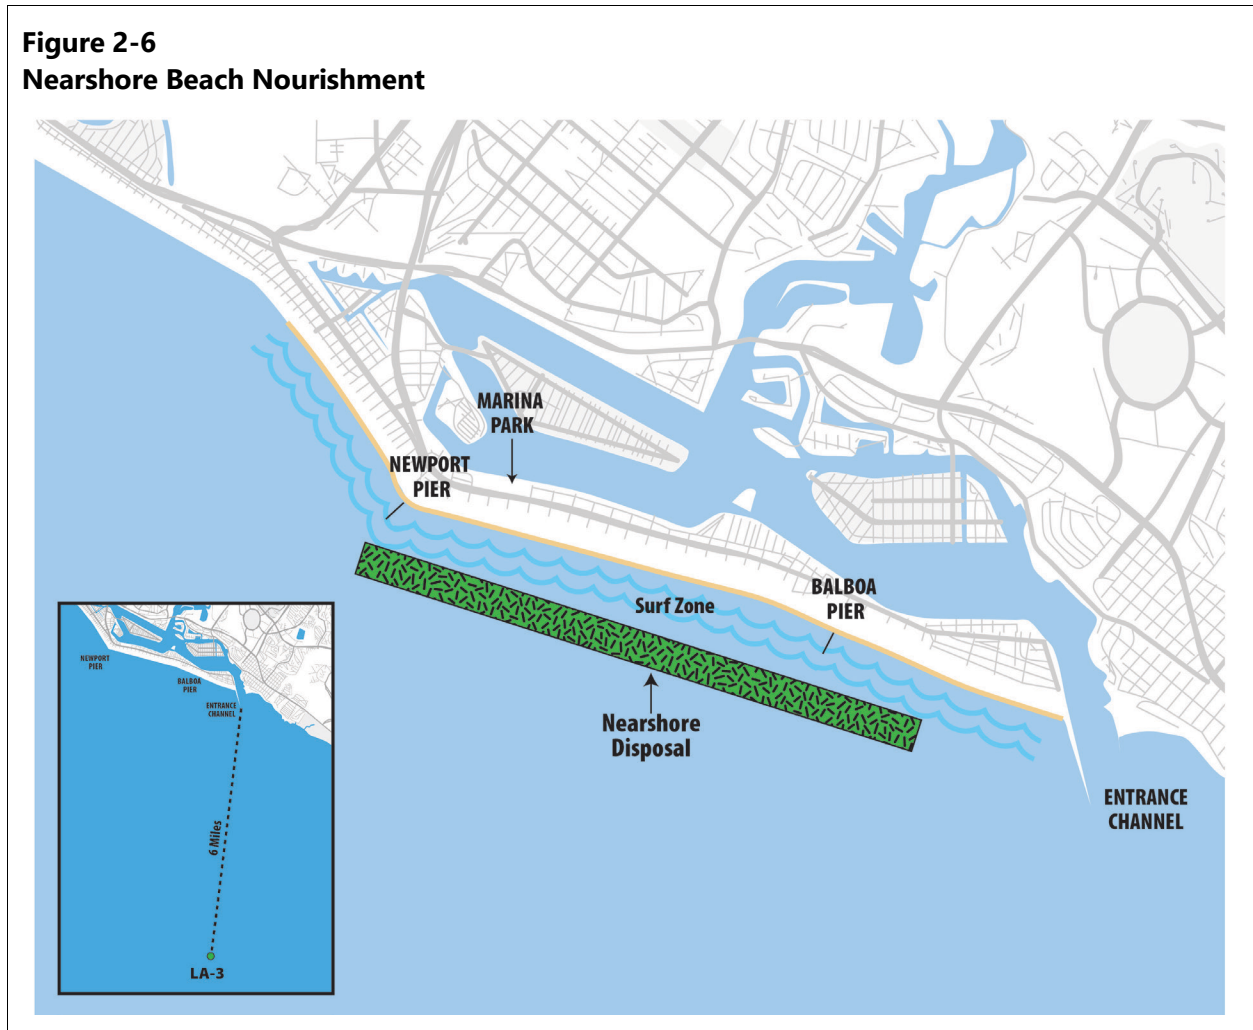 Figure 2-6
Nearshore Beach Nourishment
MARINA
PARK
NEWPORT
PIER
BALBOA
PIER
Surf Zone
Nearshore
Disposal
ENTRANCE
CHANNEL
NEWPORT
PIER
BALBOA
PIER
ENTRANCE
CHANNEL
6 Miles
LA-3